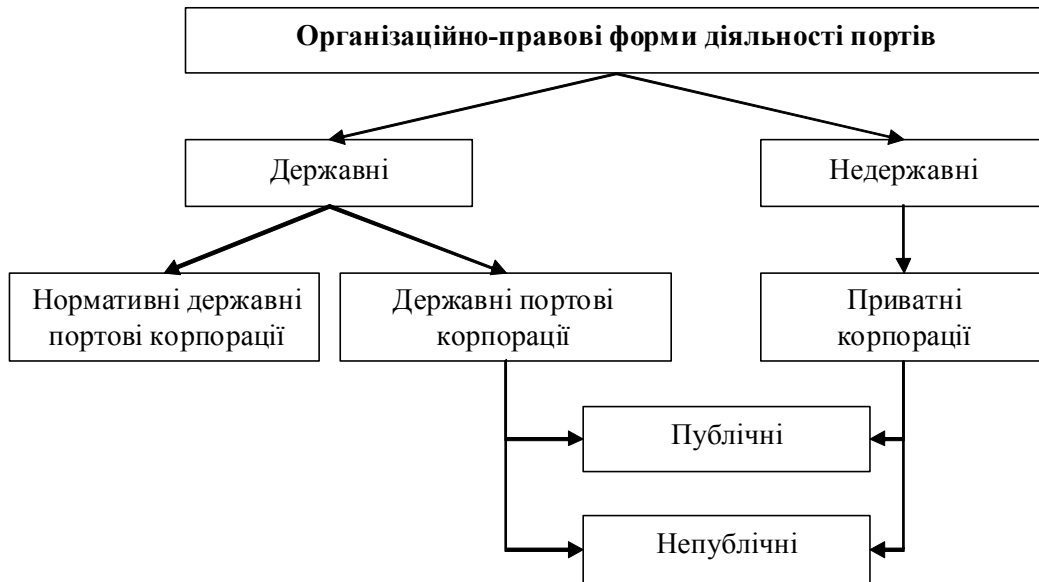 Організаційно-правові форми діяльності портів
Державні
Недержавні
Нормативні державні
портові корпорації
Державні портові
корпорації
Приватні
корпорації
Публічні
Непублічні